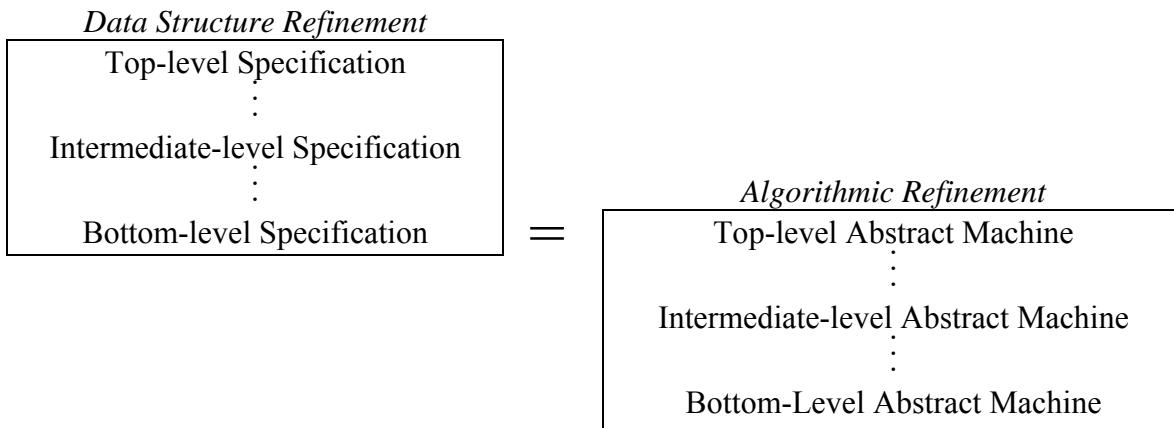 Data Structure Refinement
Top-level Specification
Intermediate-level Specification
Bottom-level Specification
=
Algorithmic Refinement
Top-level Abstract Machine
Intermediate-level Abstract Machine
Bottom-Level Abstract Machine